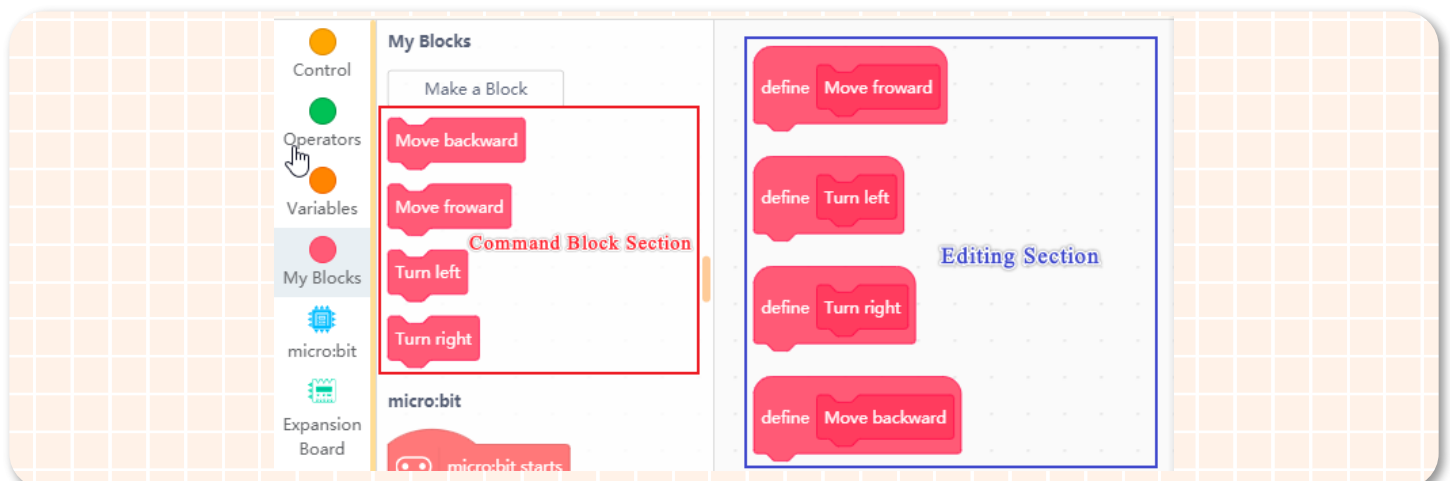 Control
Operators
Variables
My Blocks
micro:bit
Expansion
Board
My Blocks
Make a Block
Move backward
Move froward
Command Block Section
Turn left
Turn right
micro:bit
micro:bit starts
define Move froward
define Turn left
Editing Section
define Turn right
define Move backward